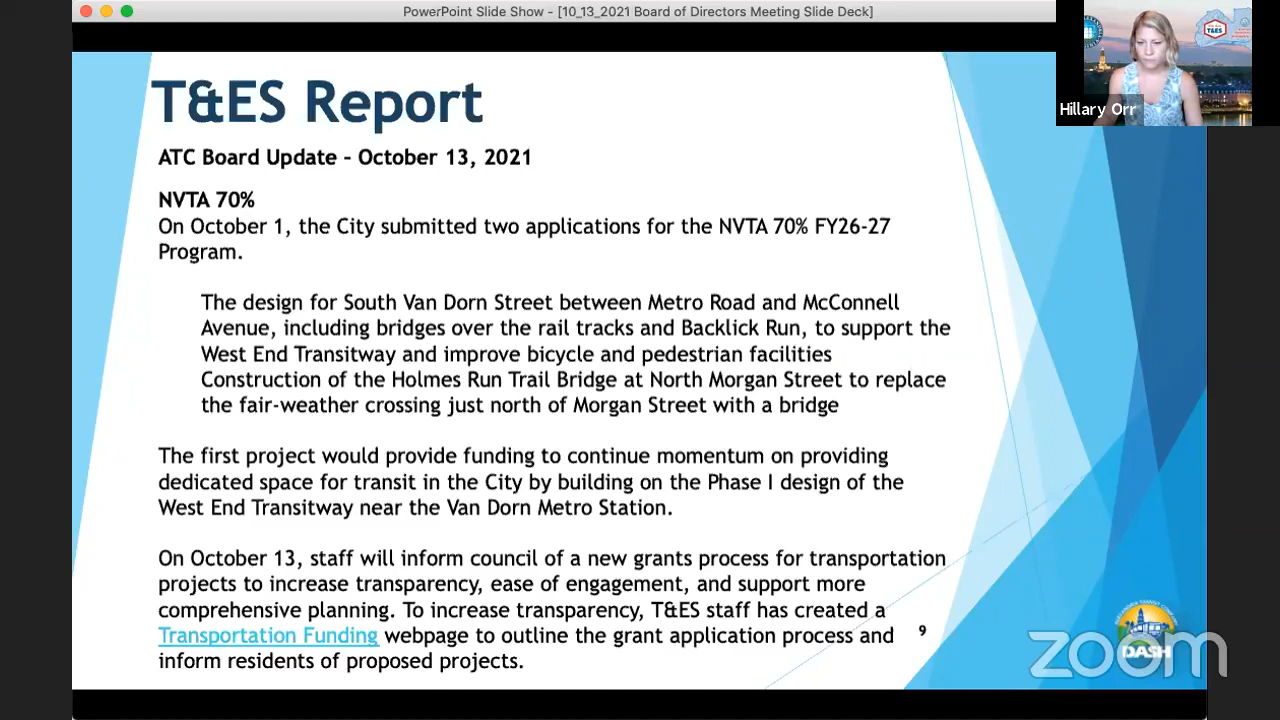 PowerPoint Slide Show - [10_13_2021 Board of Directors Meeting Slide Deck]
T&ES
Hillary Orr
T&ES Report
ATC Board Update – October 13, 2021
NVTA 70%
On October 1, the City submitted two applications for the NVTA 70% FY26-27
Program.
The design for South Van Dorn Street between Metro Road and McConnell
Avenue, including bridges over the rail tracks and Backlick Run, to support the
West End Transitway and improve bicycle and pedestrian facilities
Construction of the Holmes Run Trail Bridge at North Morgan Street to replace
the fair-weather crossing just north of Morgan Street with a bridge
The first project would provide funding to continue momentum on providing
dedicated space for transit in the City by building on the Phase I design of the
West End Transitway near the Van Dorn Metro Station.
On October 13, staff will inform council of a new grants process for transportation
projects to increase transparency, ease of engagement, and support more
comprehensive planning. To increase transparency, T&ES staff has created a
Transportation Funding webpage to outline the grant application process and
inform residents of proposed projects.
9
DASH
zoom